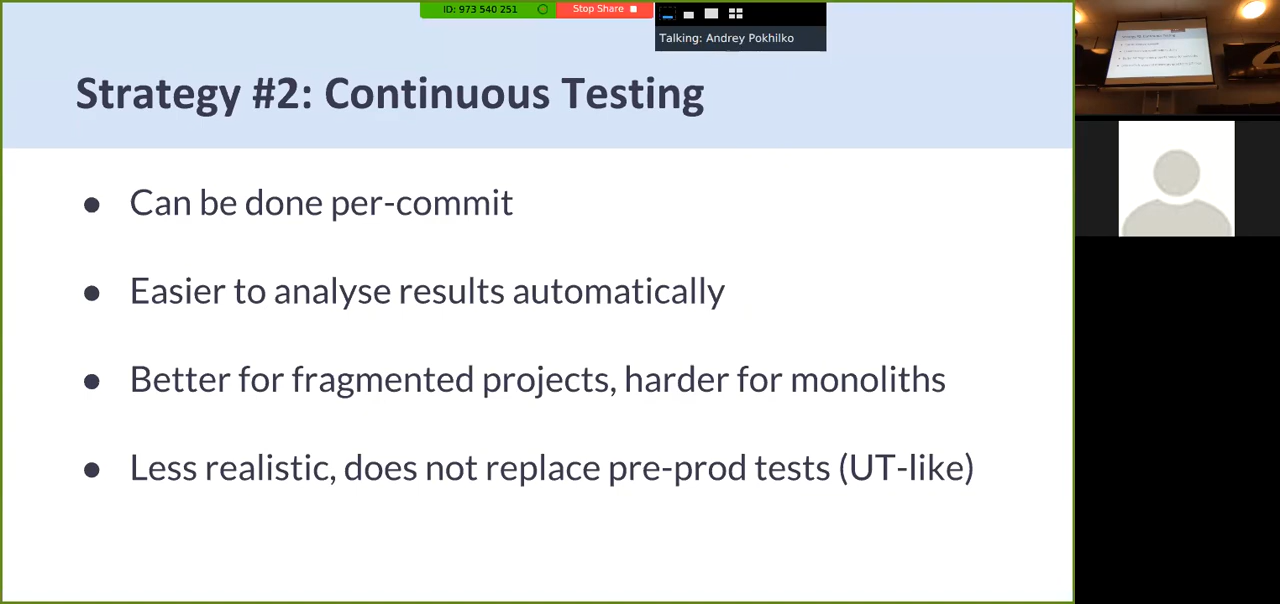 ID: 973 540 251
Stop Share
Talking: Andrey Pokhilko
Strategy #2: Continuous Testing
● Can be done per-commit
● Easier to analyse results automatically
● Better for fragmented projects, harder for monoliths
● Less realistic, does not replace pre-prod tests (UT-like)